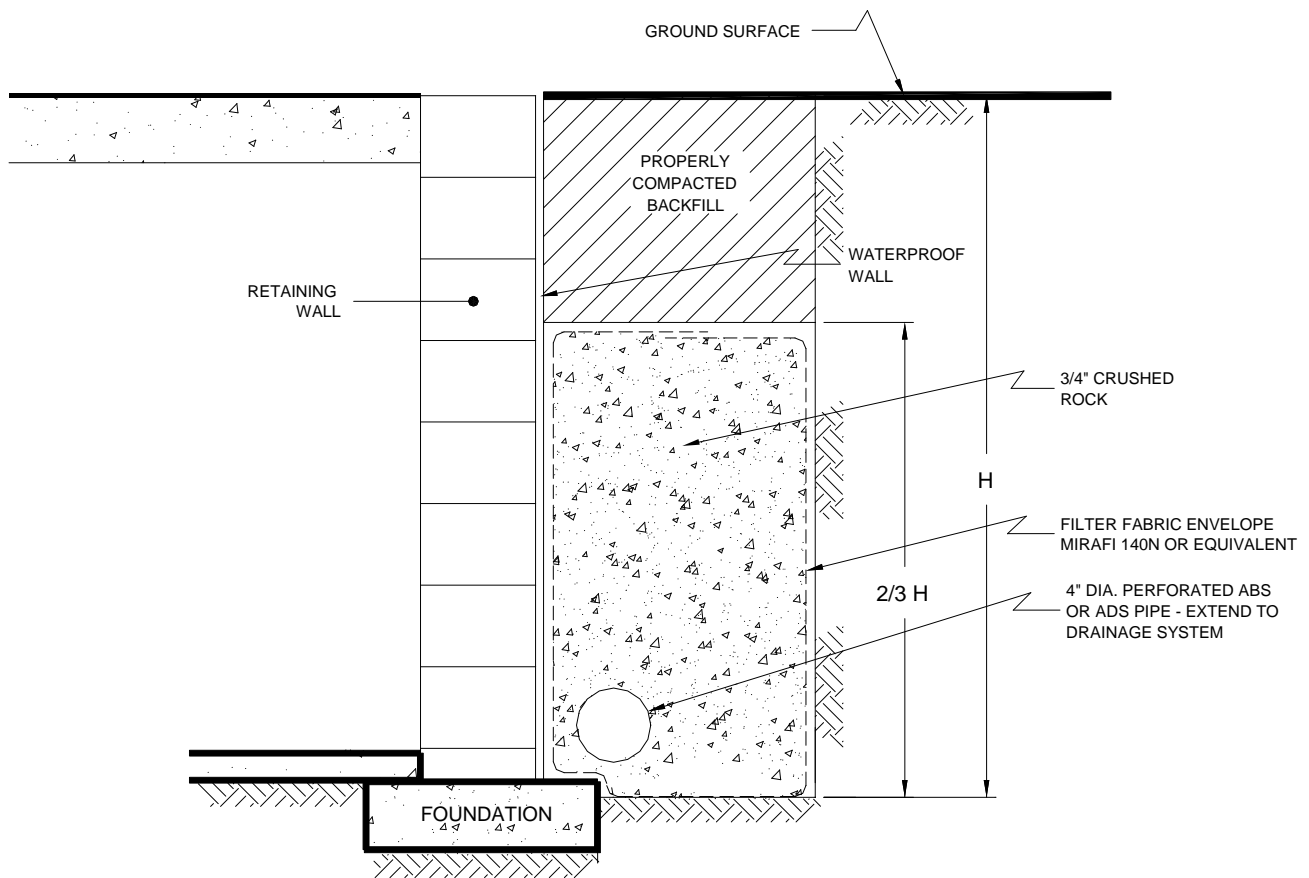 GROUND SURFACE
PROPERLY
COMPACTED
BACKFILL
WATERPROOF
WALL
RETAINING
WALL
3/4" CRUSHED
ROCK
H
FILTER FABRIC ENVELOPE
MIRAFI 140N OR EQUIVALENT
2/3 H
4" DIA. PERFORATED ABS
OR ADS PIPE - EXTEND TO
DRAINAGE SYSTEM
FOUNDATION